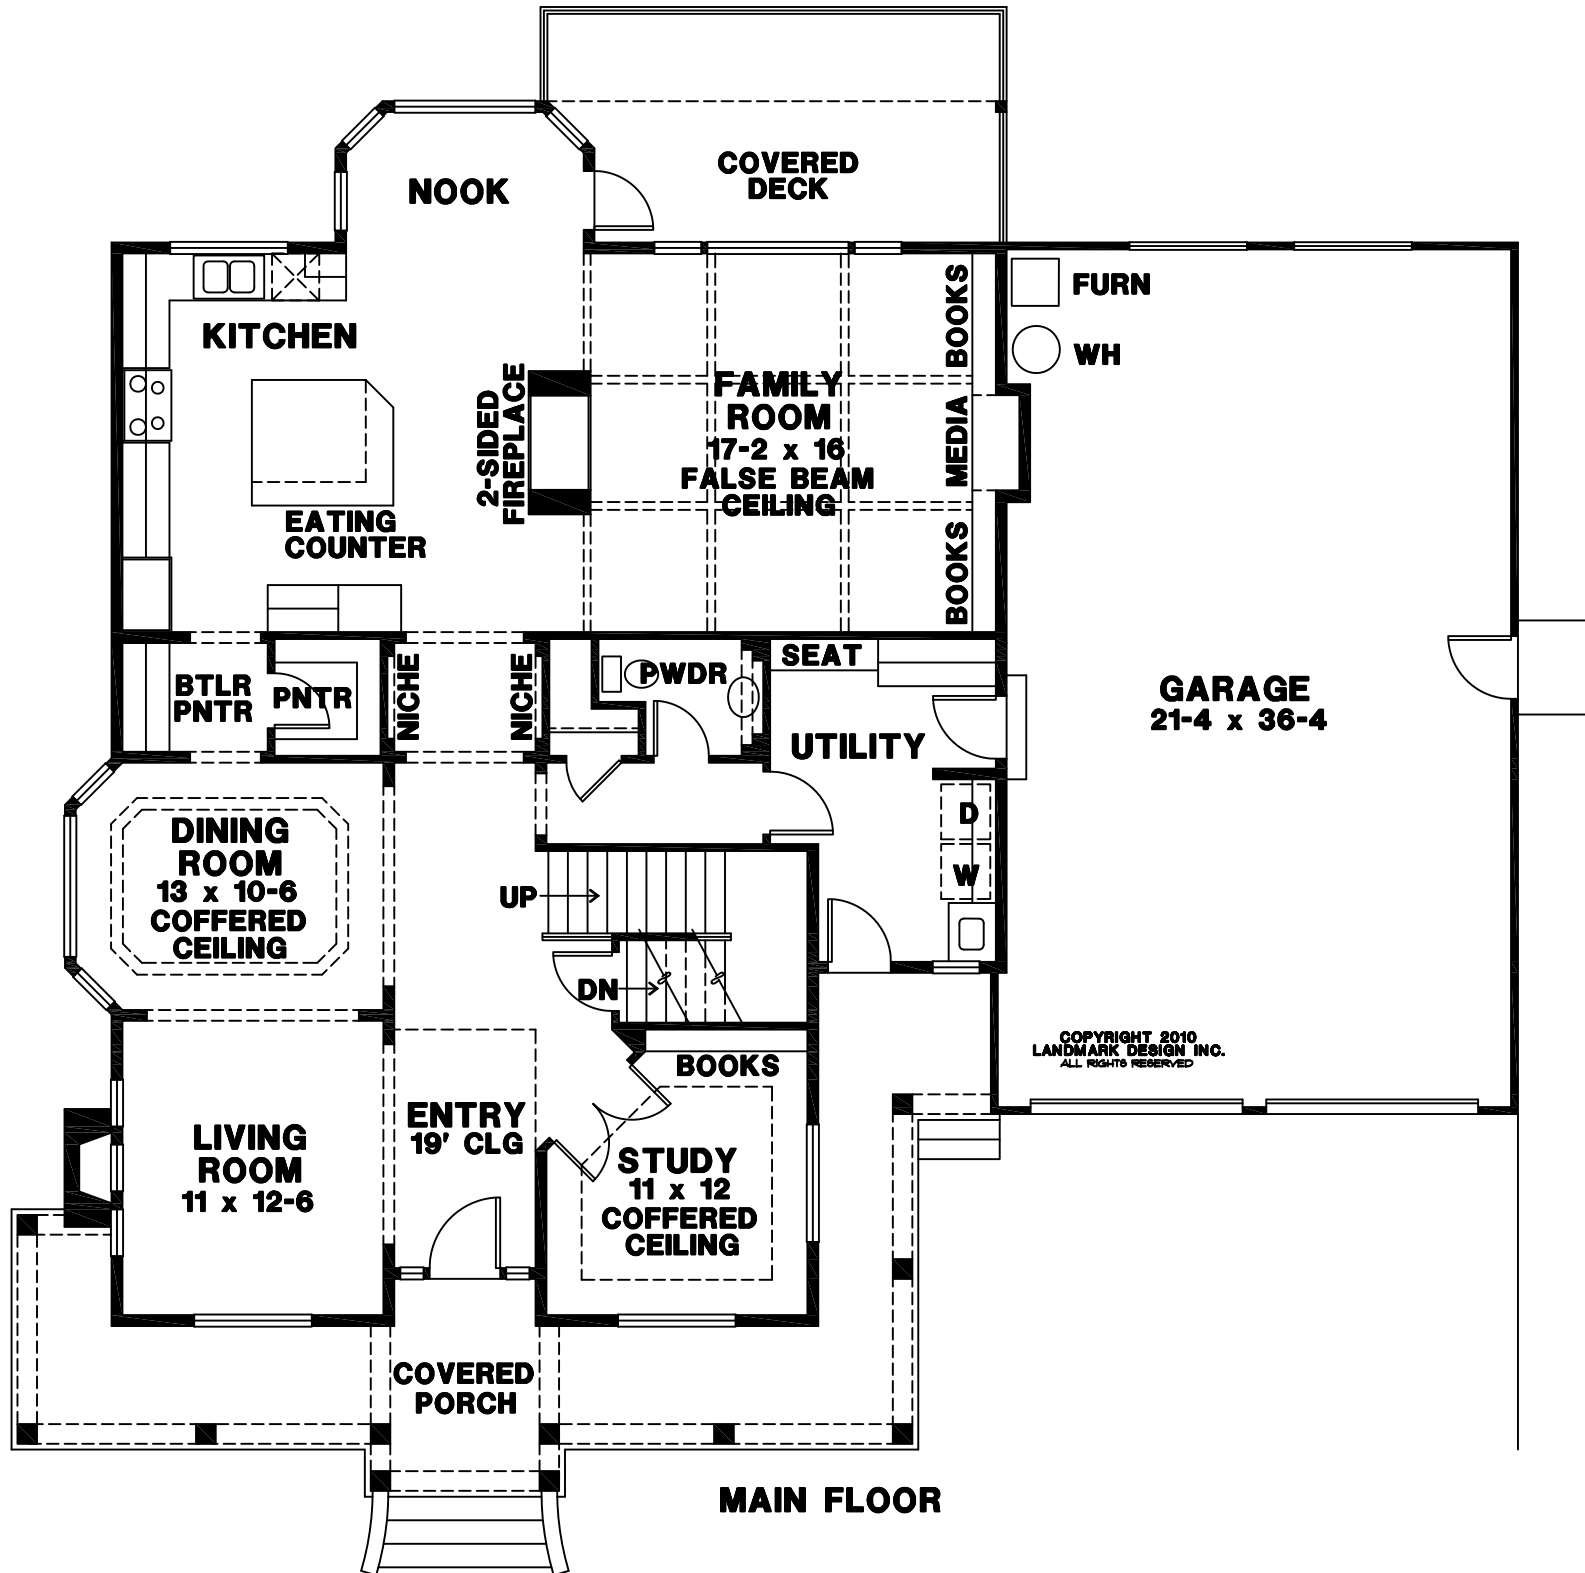 COVERED
DECK
NOOK
KITCHEN
EATING
COUNTER
2-SIDED
FIREPLACE
FAMILY
ROOM
17-2 x 16
FALSE BEAM
CEILING
BOOKS
MEDIA
BOOKS
FURN
WH
GARAGE
21-4 x 36-4
BTLR
PNTR
PNTR
NICHE
NICHE
PWDR
SEAT
UTILITY
D
W
DINING
ROOM
13 x 10-6
COFFERED
CEILING
UP
DN
BOOKS
ENTRY
19' CLG
LIVING
ROOM
11 x 12-6
STUDY
11 x 12
COFFERED
CEILING
COPYRIGHT 2010
LANDMARK DESIGN INC.
ALL RIGHTS RESERVED
COVERED
PORCH
MAIN FLOOR